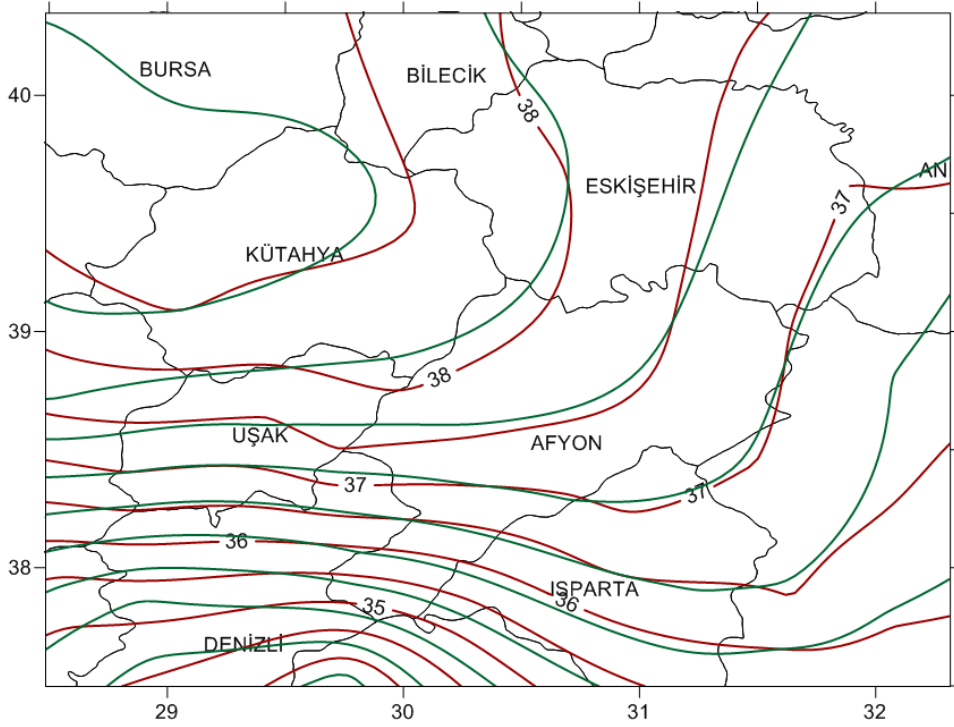 BURSA
BİLECİK
40
38
ESKİŞEHİR
AN
37
KÜTAHYA
39
38
UŞAK
AFYON
37
37
36
38
ISPARTA
36
35
DENİZLİ
29
30
31
32